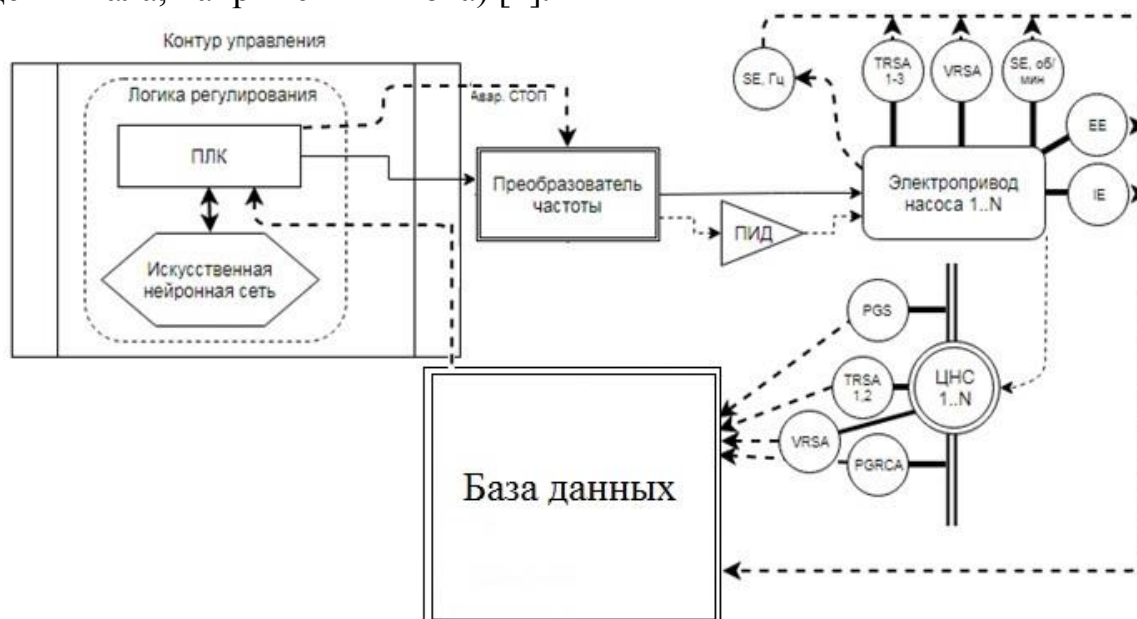 Контур управления
Логика регулирования
ПЛК
Искусственная
нейронная сеть
Авар. СТОП
Преобразователь
частоты
ПИД
SE, Гц
TRSA
1-3
VRSA
SE, об/
мин
EE
IE
Электропривод
насоса 1..N
PGS
TRSA
1,2
VRSA
PGRCA
ЦНС
1..N
База данных